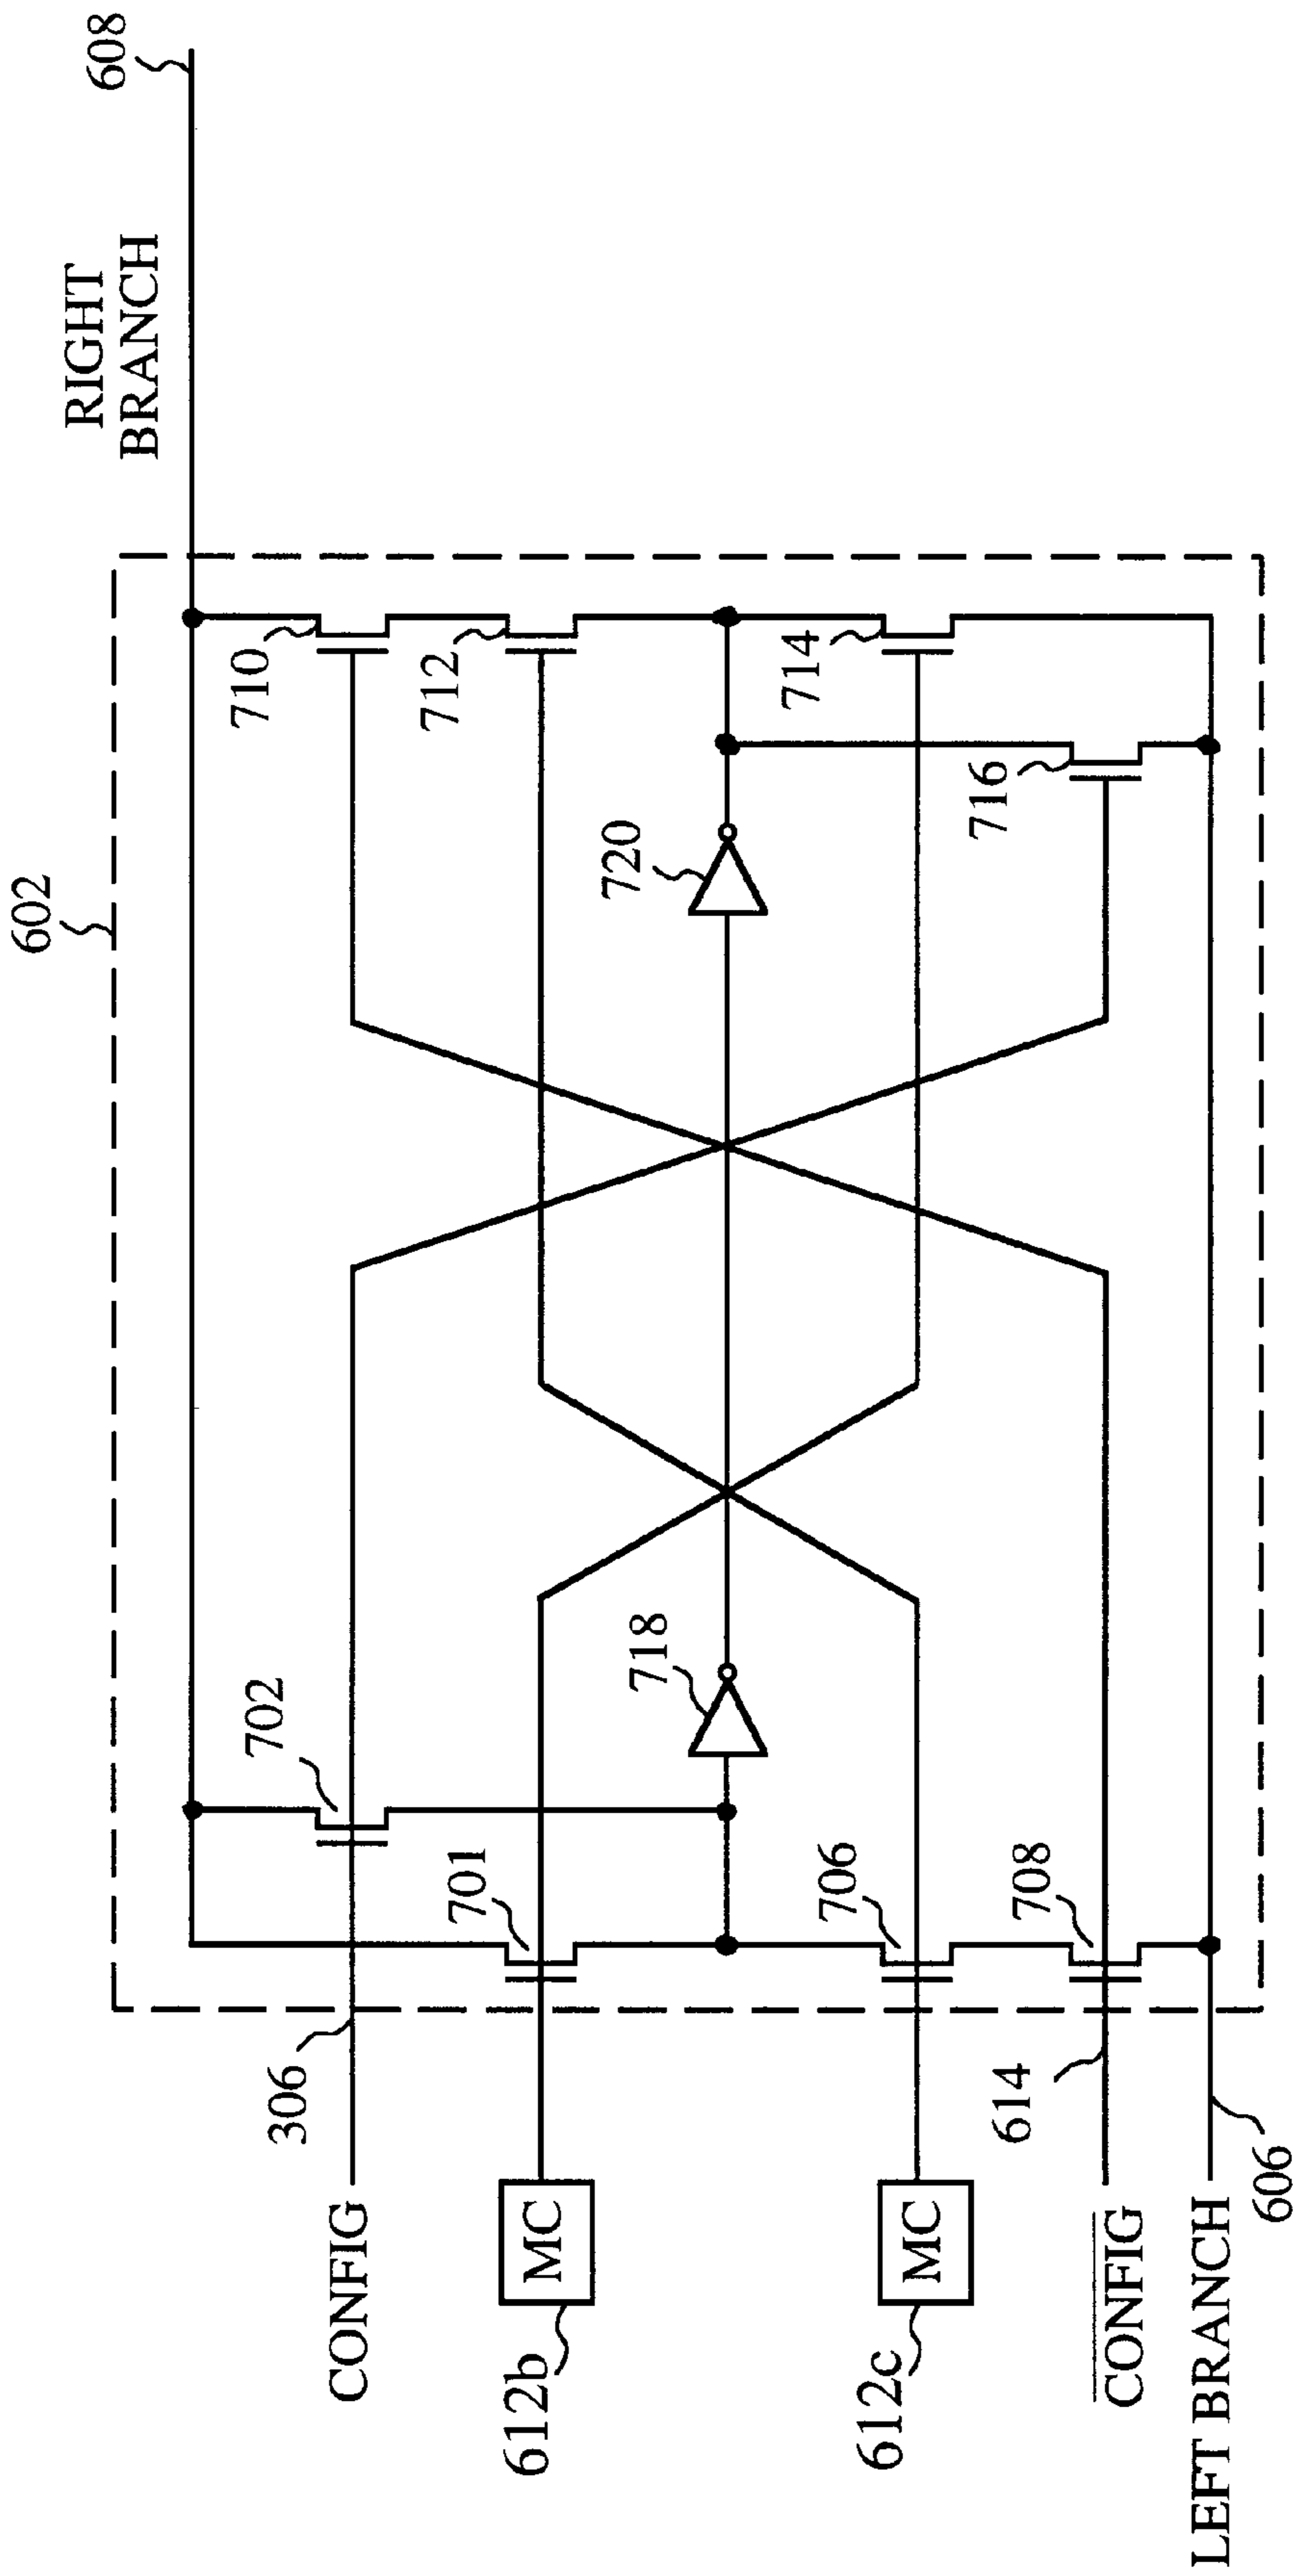 602
RIGHT
BRANCH
608
710
712
714
716
720
718
702
701
706
708
306
614
CONFIG
612b
MC
612c
MC
CONFIG
LEFT BRANCH
606